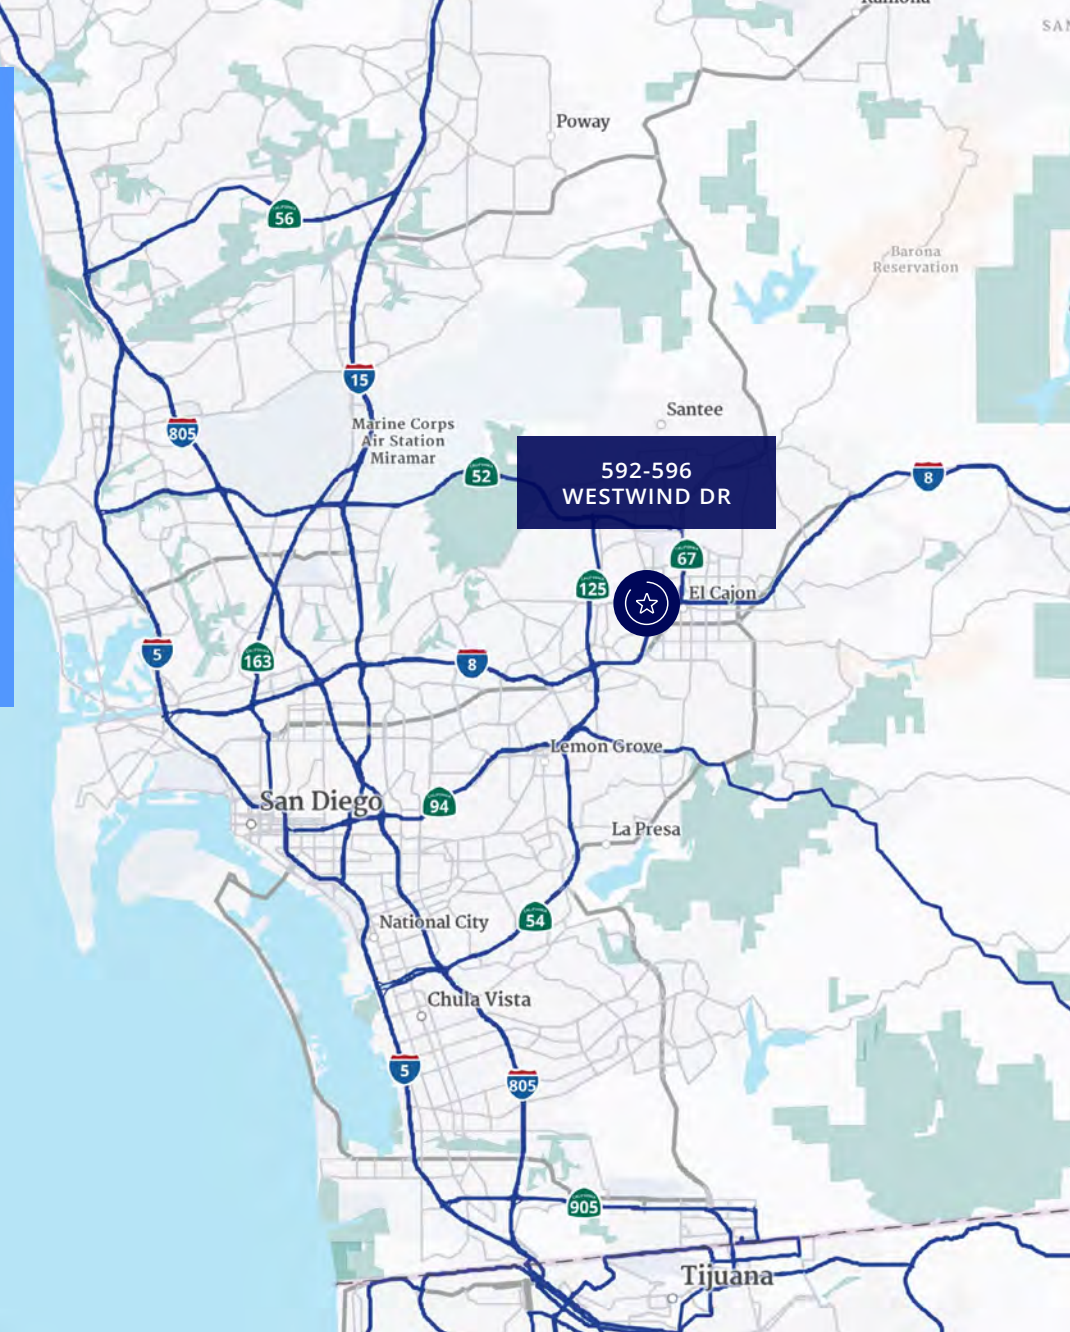 Ramona
SAN
Poway
56
Barona
Reservation
15
Santee
805
Marine Corps
Air Station
Miramar
52
592-596
WESTWIND DR
8
67
125
El Cajon
5
163
8
Lemon Grove
San Diego
94
La Presa
National City
54
Chula Vista
5
805
905
Tijuana